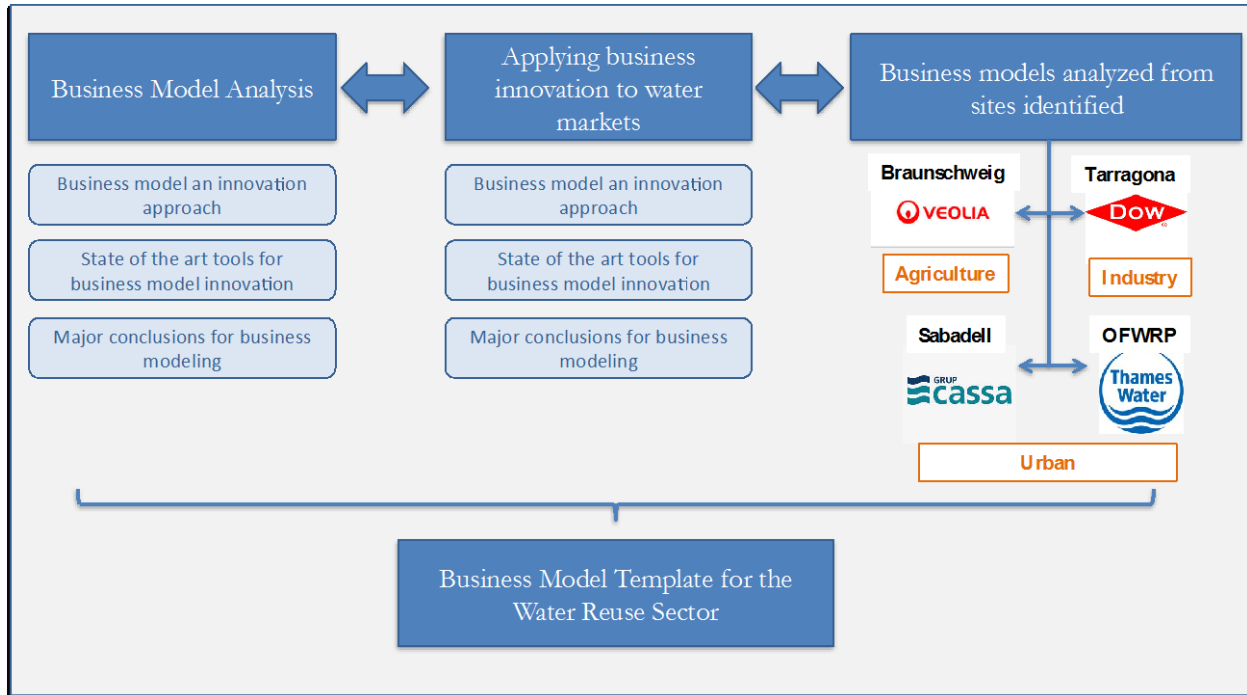 Business Model Analysis
Applying business
innovation to water
markets
Business models analyzed from
sites identified
Business model an innovation
approach
State of the art tools for
business model innovation
Major conclusions for business
modeling
Business model an innovation
approach
State of the art tools for
business model innovation
Major conclusions for business
modeling
Braunschweig
VEOLIA
Agriculture
Tarragona
DOW
Industry
Sabadell
GRUP
cassa
OFWRP
Thames
Water
Urban
Business Model Template for the
Water Reuse Sector